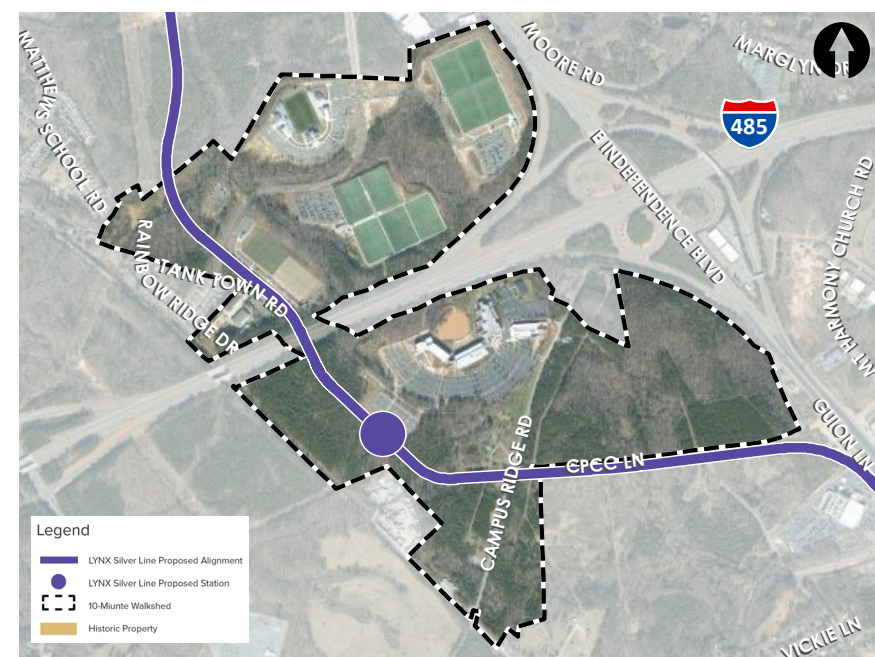 MOORE RD
MARGLYN DR
MATTHEWS SCHOOL RD
485
E INDEPENDENCE BLVD
MT HARMONY CHURCH RD
RAINBOW RIDGE DR
TANK TOWN RD
CAMPUS RIDGE RD
CPCC LN
GUION LN
VICKIE LN
Legend
LYNX Silver Line Proposed Alignment
LYNX Silver Line Proposed Station
10-Miunte Walkshed
Historic Property